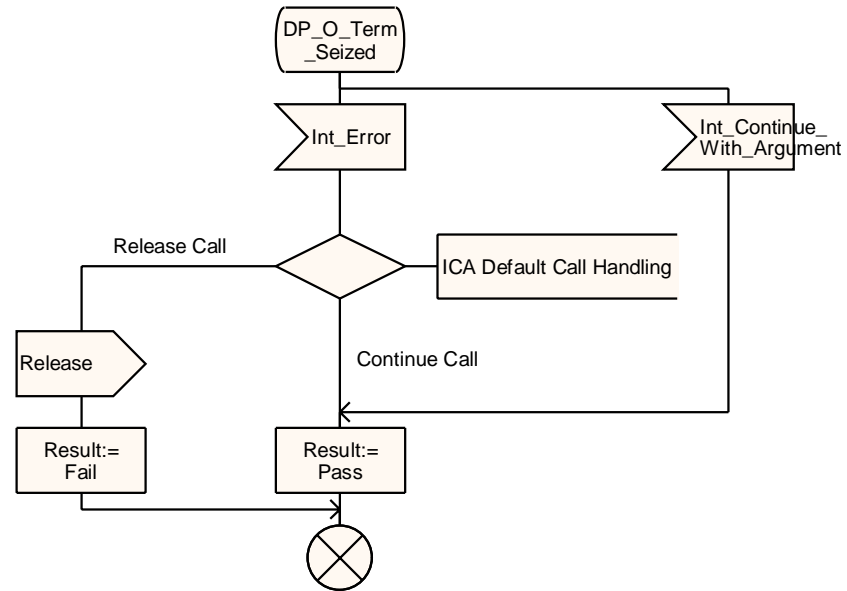 DP_O_Term
_Seized
Int_Error
Int_Continue_
With_Argument
Release Call
ICA Default Call Handling
Release
Continue Call
Result:=
Fail
Result:=
Pass